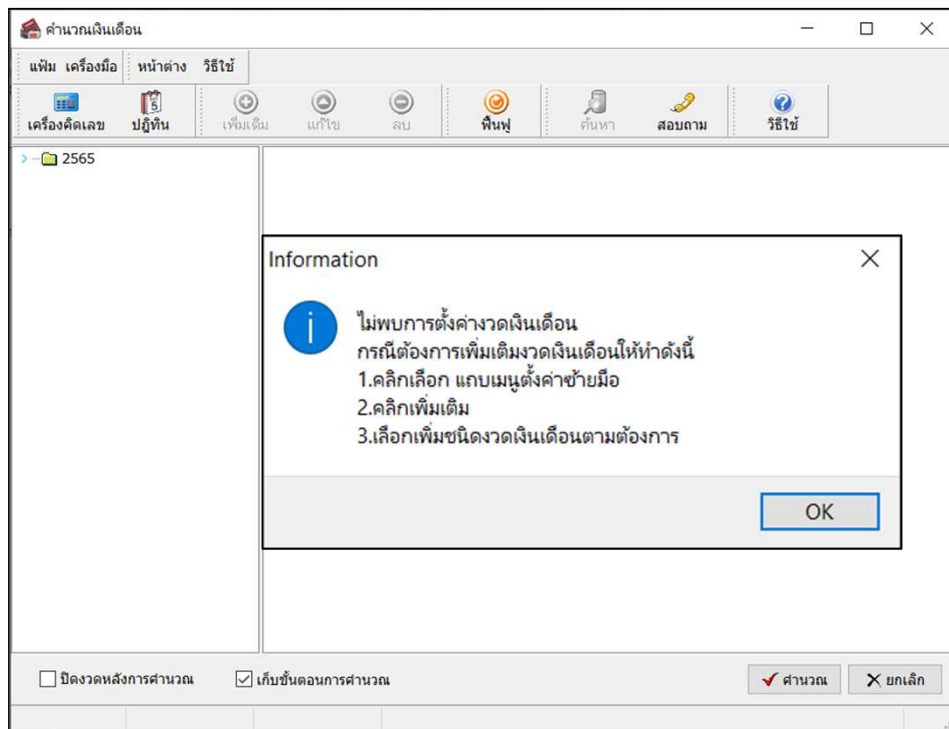 คำนวณเงินเดือน
แฟ้ม เครื่องมือ หน้าต่าง วิธีใช้
5
เครื่องคิดเลข ปฏิทิน เพิ่มเติม แก้ไข ลบ ฟื้นฟู ค้นหา สอบถาม วิธีใช้
2565
Information
ไม่พบการตั้งค่างวดเงินเดือน
กรณีต้องการเพิ่มเติมงวดเงินเดือนให้ทำดังนี้
1.คลิกเลือก แถบเมนูตั้งค่าซ้ายมือ
2.คลิกเพิ่มเติม
3.เลือกเพิ่มชนิดงวดเงินเดือนตามต้องการ
OK
ปิดงวดหลังการคำนวณ เก็บขั้นตอนการคำนวณ คำนวณ ยกเลิก